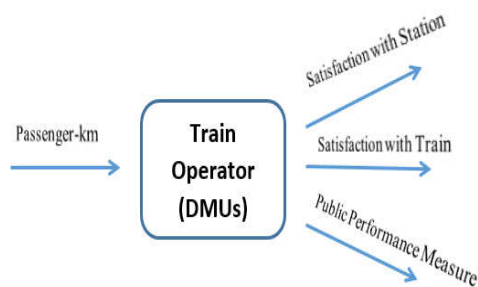 Satisfaction with Station
Passenger-km
Train
Operator
(DMUs)
Satisfaction with Train
Public Performance Measure